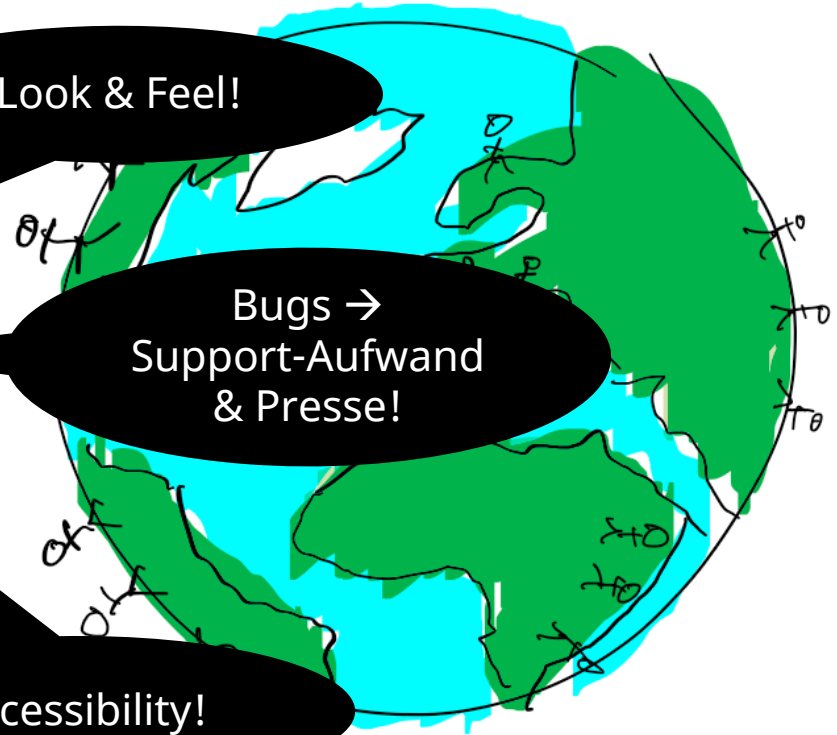 Look & Feel!
Bugs →
Support-Aufwand
& Presse!
cessibility!